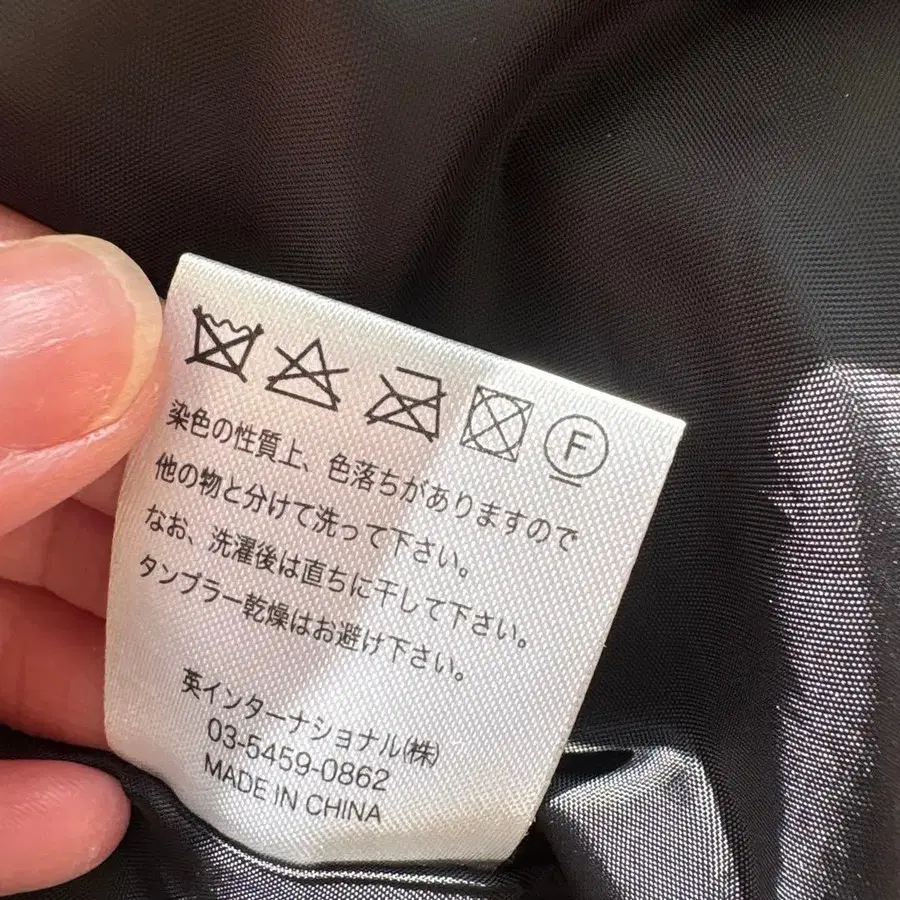 F
染色の性質上、色落ちがありますので
他の物と分けて洗って下さい。
なお、洗濯後は直ちに干して下さい。
タンブラー乾燥はお避け下さい。
英インターナショナル(株)
03-5459-0862
MADE IN CHINA